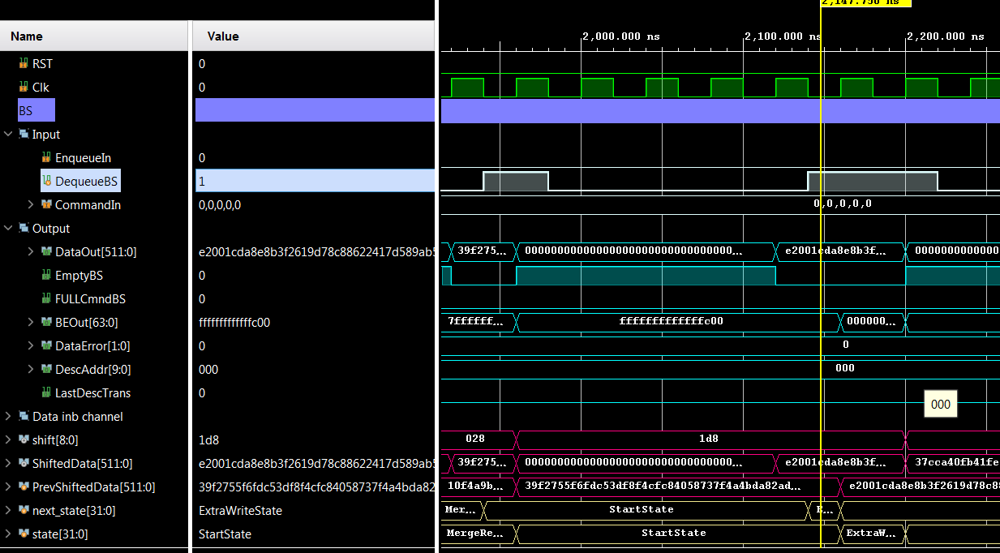 2,147.750 ns
Name Value
2,000.000 ns 2,100.000 ns 2,200.000 ns
RST 0
Clk 0
BS
Input
EnqueueIn 0
DequeueBS 1
CommandIn 0,0,0,0,0 0,0,0,0,0
Output
DataOut[511:0] e2001cda8e8b3f2619d78c88622417d589ab5 39f275... 000000000000000000000000000000... e2001cda8e8b3f... 000000000000
EmptyBS 0
FULLCmndBS 0
BEOut[63:0] fffffffffffffc00 7ffffff... fffffffffffffc00 000000...
DataError[1:0] 0 0
DescAddr[9:0] 000 000
LastDescTrans 0 000
Data inb channel
shift[8:0] 1d8 028 1d8
ShiftedData[511:0] e2001cda8e8b3f2619d78c88622417d589ab5 39f275... 000000000000000000000000000000... e2001cda8e8b3f... 37cca40fb41fe
PrevShiftedData[511:0] 39f2755f6fdc53df8f4cfc84058737f4a4bda82 10f4a9b... 39f2755f6fdc53df8f4cfc84058737f4a4bda82ad... e2001cda8e8b3f2619d78c8
next_state[31:0] ExtraWriteState Mer... StartState E...
state[31:0] StartState MergeRe... StartState ExtraW...